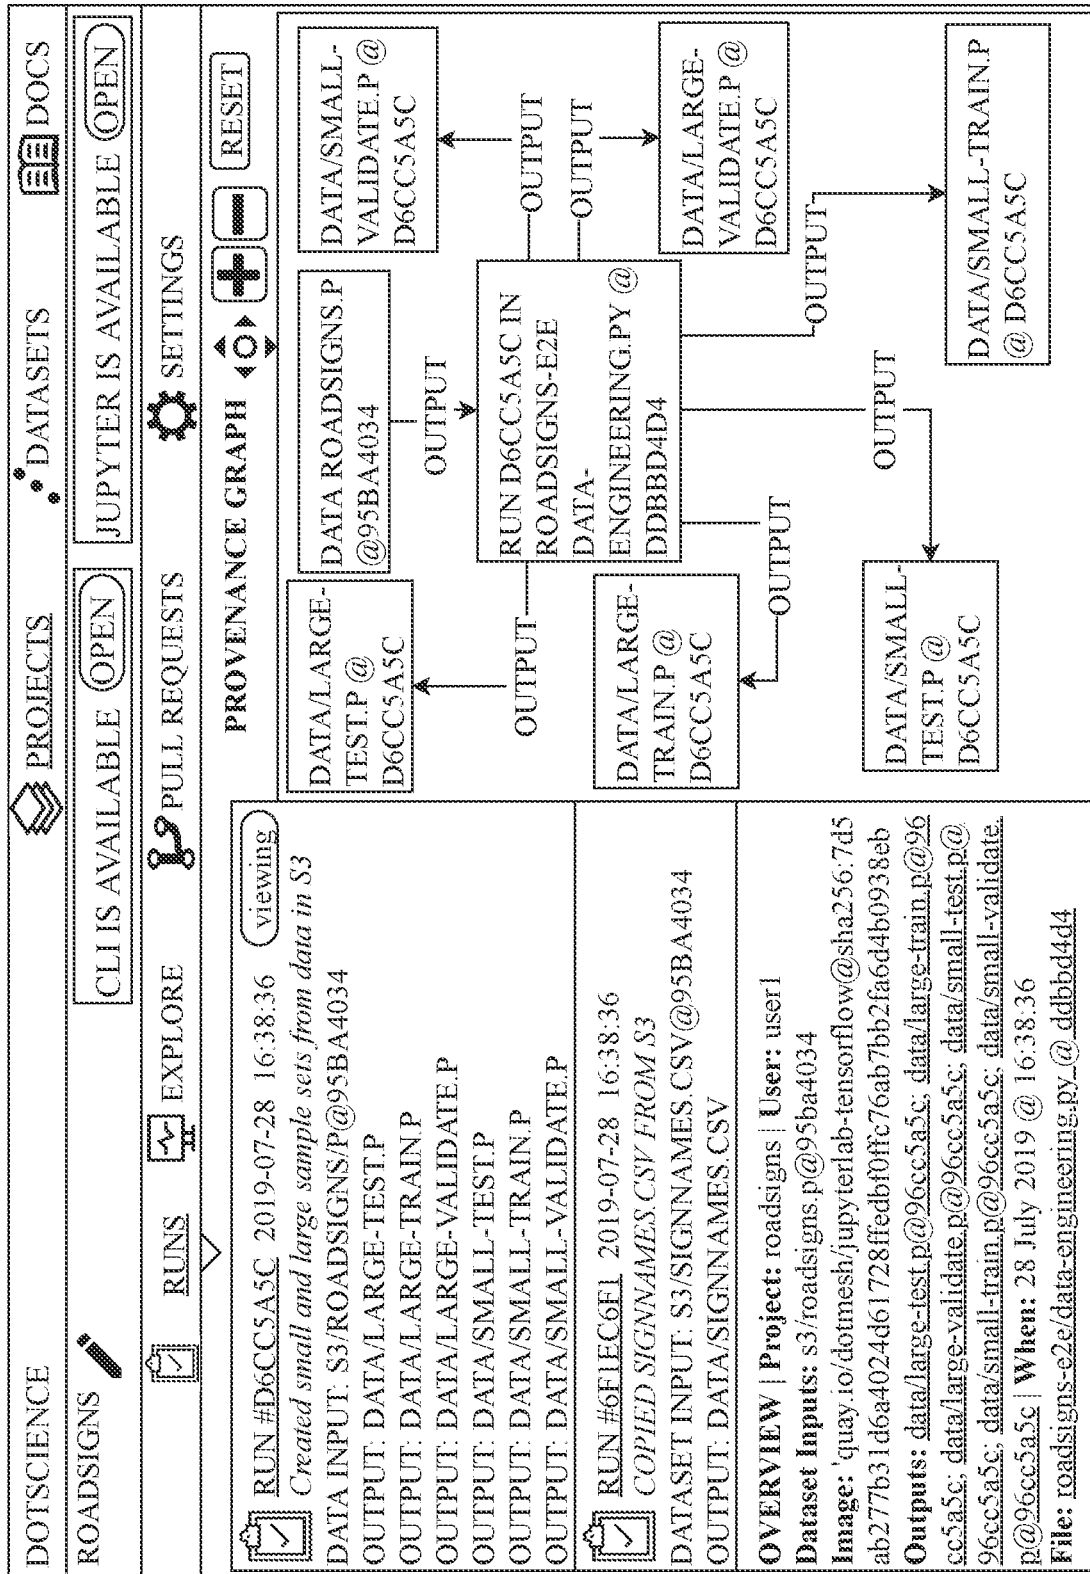 DOTSCIENCE
PROJECTS
DATASETS
DOCS
ROADSIGNS
CLI IS AVAILABLE OPEN
JUPYTER IS AVAILABLE OPEN
RUNS
EXPLORE
PULL REQUESTS
SETTINGS
RUN #D6CC5A5C 2019-07-28 16:38:36
viewing
Created small and large sample sets from data in S3
DATA INPUT: S3/ROADSIGNS/P@95BA4034
OUTPUT: DATA/LARGE-TEST.P
OUTPUT: DATA/LARGE-TRAIN.P
OUTPUT: DATA/LARGE-VALIDATE.P
OUTPUT: DATA/SMALL-TEST.P
OUTPUT: DATA/SMALL-TRAIN.P
OUTPUT: DATA/SMALL-VALIDATE.P
RUN #6F1EC6F1 2019-07-28 16:38:36
COPIED SIGNNAMES.CSV FROM S3
DATASET INPUT: S3/SIGNNAMES.CSV@95BA4034
OUTPUT: DATA/SIGNNAMES.CSV
OVERVIEW | Project: roadsigns | User: user1
Dataset Inputs: s3/roadsigns.p@95ba4034
Image: 'quay.io/dotmesh/jupyterlab-tensorflow@sha256:7d5
ab277b31d6a4024d61728ffedbf0ffc76ab7bb2fa6d4b0938eb
Outputs: data/large-test.p@96cc5a5c; data/large-train.p@96
cc5a5c; data/large-validate.p@96cc5a5c; data/small-test.p@
96cc5a5c; data/small-train.p@96cc5a5c; data/small-validate.
p@96cc5a5c | When: 28 July 2019 @ 16:38:36
File: roadsigns-e2e/data-engineering.py @ ddbbd4d4
PROVENANCE GRAPH
RESET
DATA/LARGE-
TEST.P @
D6CC5A5C
DATA ROADSIGNS.P
@95BA4034
DATA/SMALL-
VALIDATE.P @
D6CC5A5C
OUTPUT
OUTPUT
OUTPUT
RUN D6CC5A5C IN
ROADSIGNS-E2E
DATA-
ENGINEERING.PY @
DDBBD4D4
OUTPUT
DATA/LARGE-
TRAIN.P @
D6CC5A5C
DATA/LARGE-
VALIDATE.P @
D6CC5A5C
OUTPUT
OUTPUT
OUTPUT
DATA/SMALL-
TEST.P @
D6CC5A5C
DATA/SMALL-TRAIN.P
@ D6CC5A5C